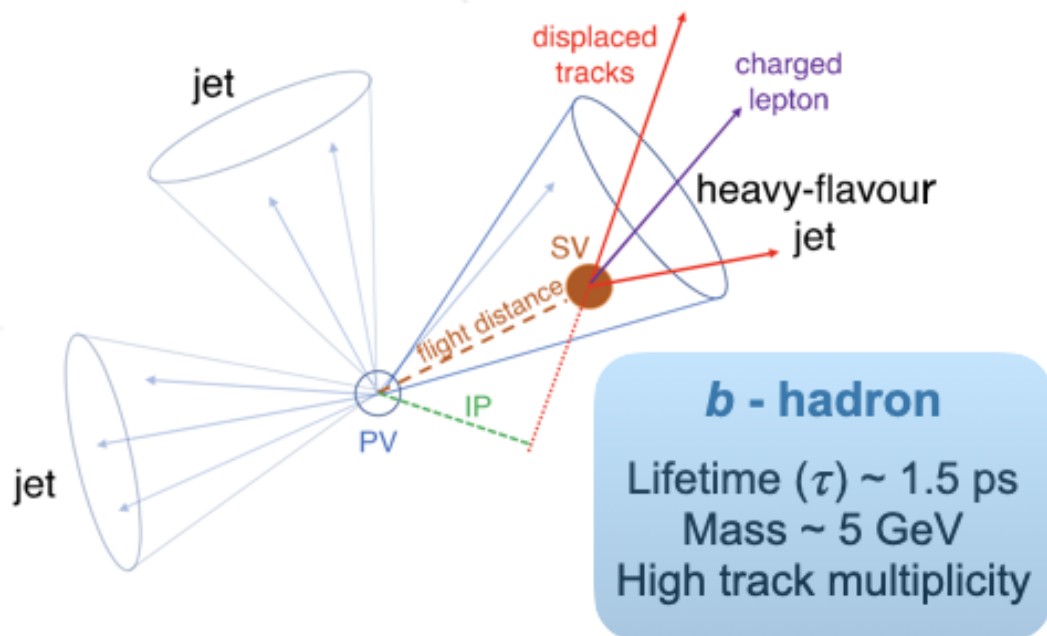 displaced
tracks
charged
lepton
jet
heavy-flavour
jet
SV
flight distance
IP
PV
jet
b - hadron
Lifetime (τ) ~ 1.5 ps
Mass ~ 5 GeV
High track multiplicity